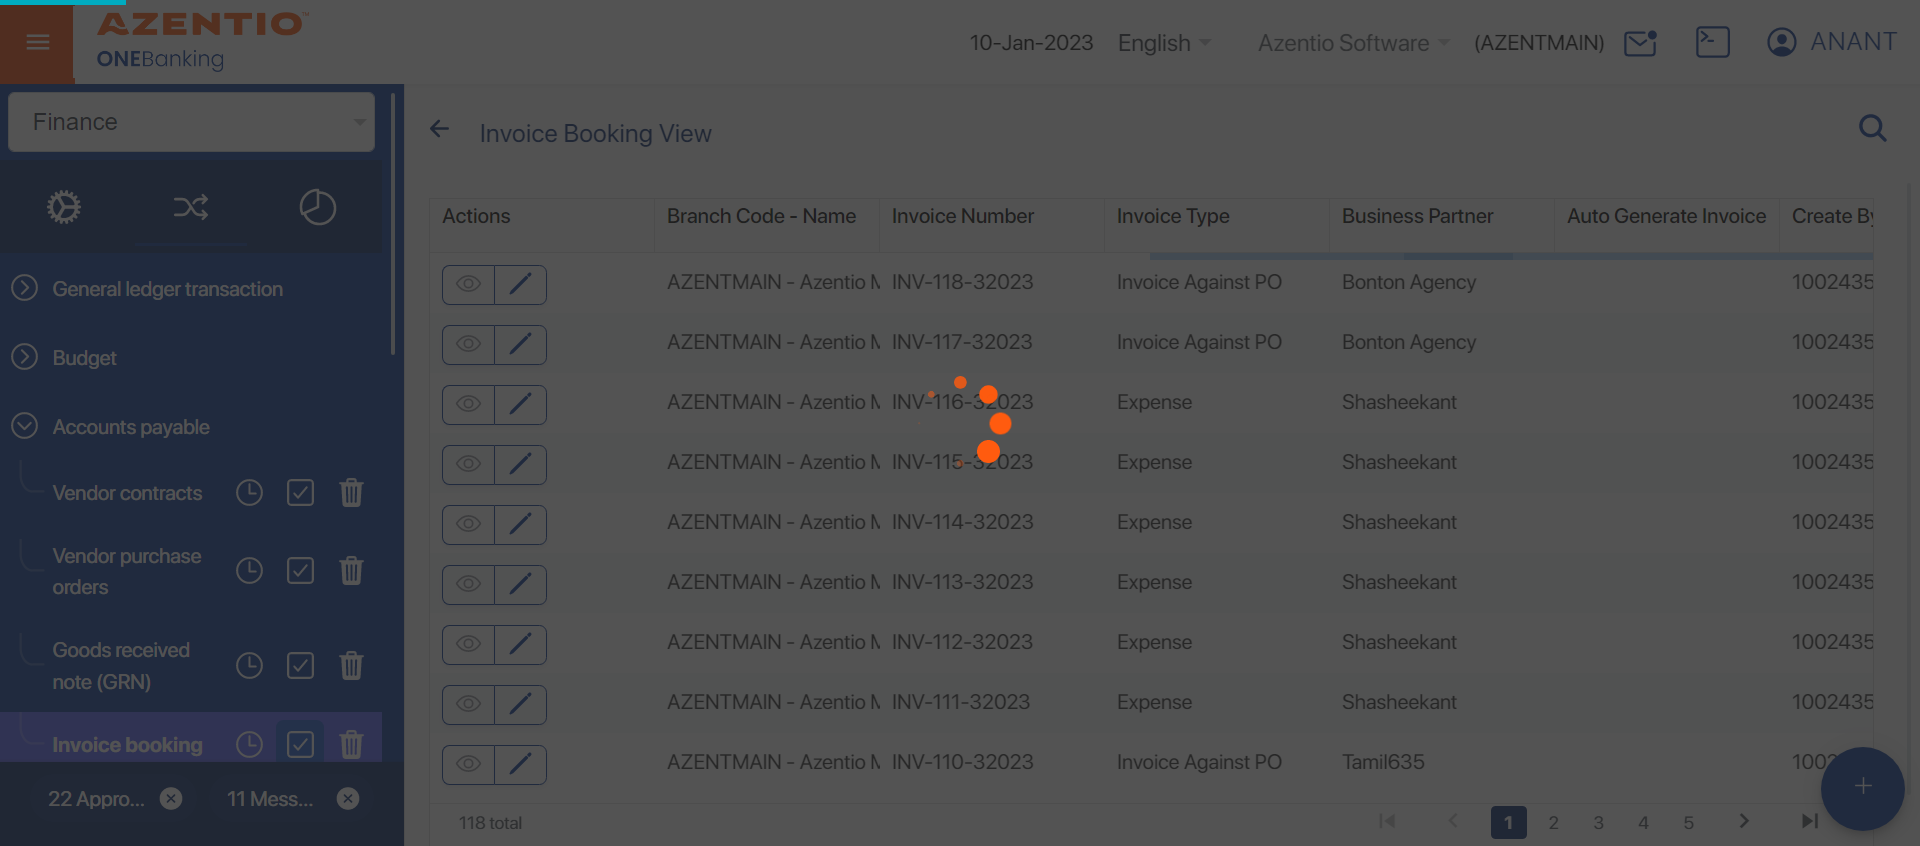 AZENTIO™
ONEBanking
10-Jan-2023 English Azentio Software (AZENTMAIN) ANANT
Finance
General ledger transaction
Budget
Accounts payable
Vendor contracts
Vendor purchase
orders
Goods received
note (GRN)
Invoice booking
22 Appro... 11 Mess...
Invoice Booking View
Actions Branch Code - Name Invoice Number Invoice Type Business Partner Auto Generate Invoice Create By
AZENTMAIN - Azentio M INV-118-32023 Invoice Against PO Bonton Agency 1002435
AZENTMAIN - Azentio M INV-117-32023 Invoice Against PO Bonton Agency 1002435
AZENTMAIN - Azentio M INV-116-32023 Expense Shasheekant 1002435
AZENTMAIN - Azentio M INV-115-32023 Expense Shasheekant 1002435
AZENTMAIN - Azentio M INV-114-32023 Expense Shasheekant 1002435
AZENTMAIN - Azentio M INV-113-32023 Expense Shasheekant 1002435
AZENTMAIN - Azentio M INV-112-32023 Expense Shasheekant 1002435
AZENTMAIN - Azentio M INV-111-32023 Expense Shasheekant 1002435
AZENTMAIN - Azentio M INV-110-32023 Invoice Against PO Tamil635 1002
118 total 1 2 3 4 5